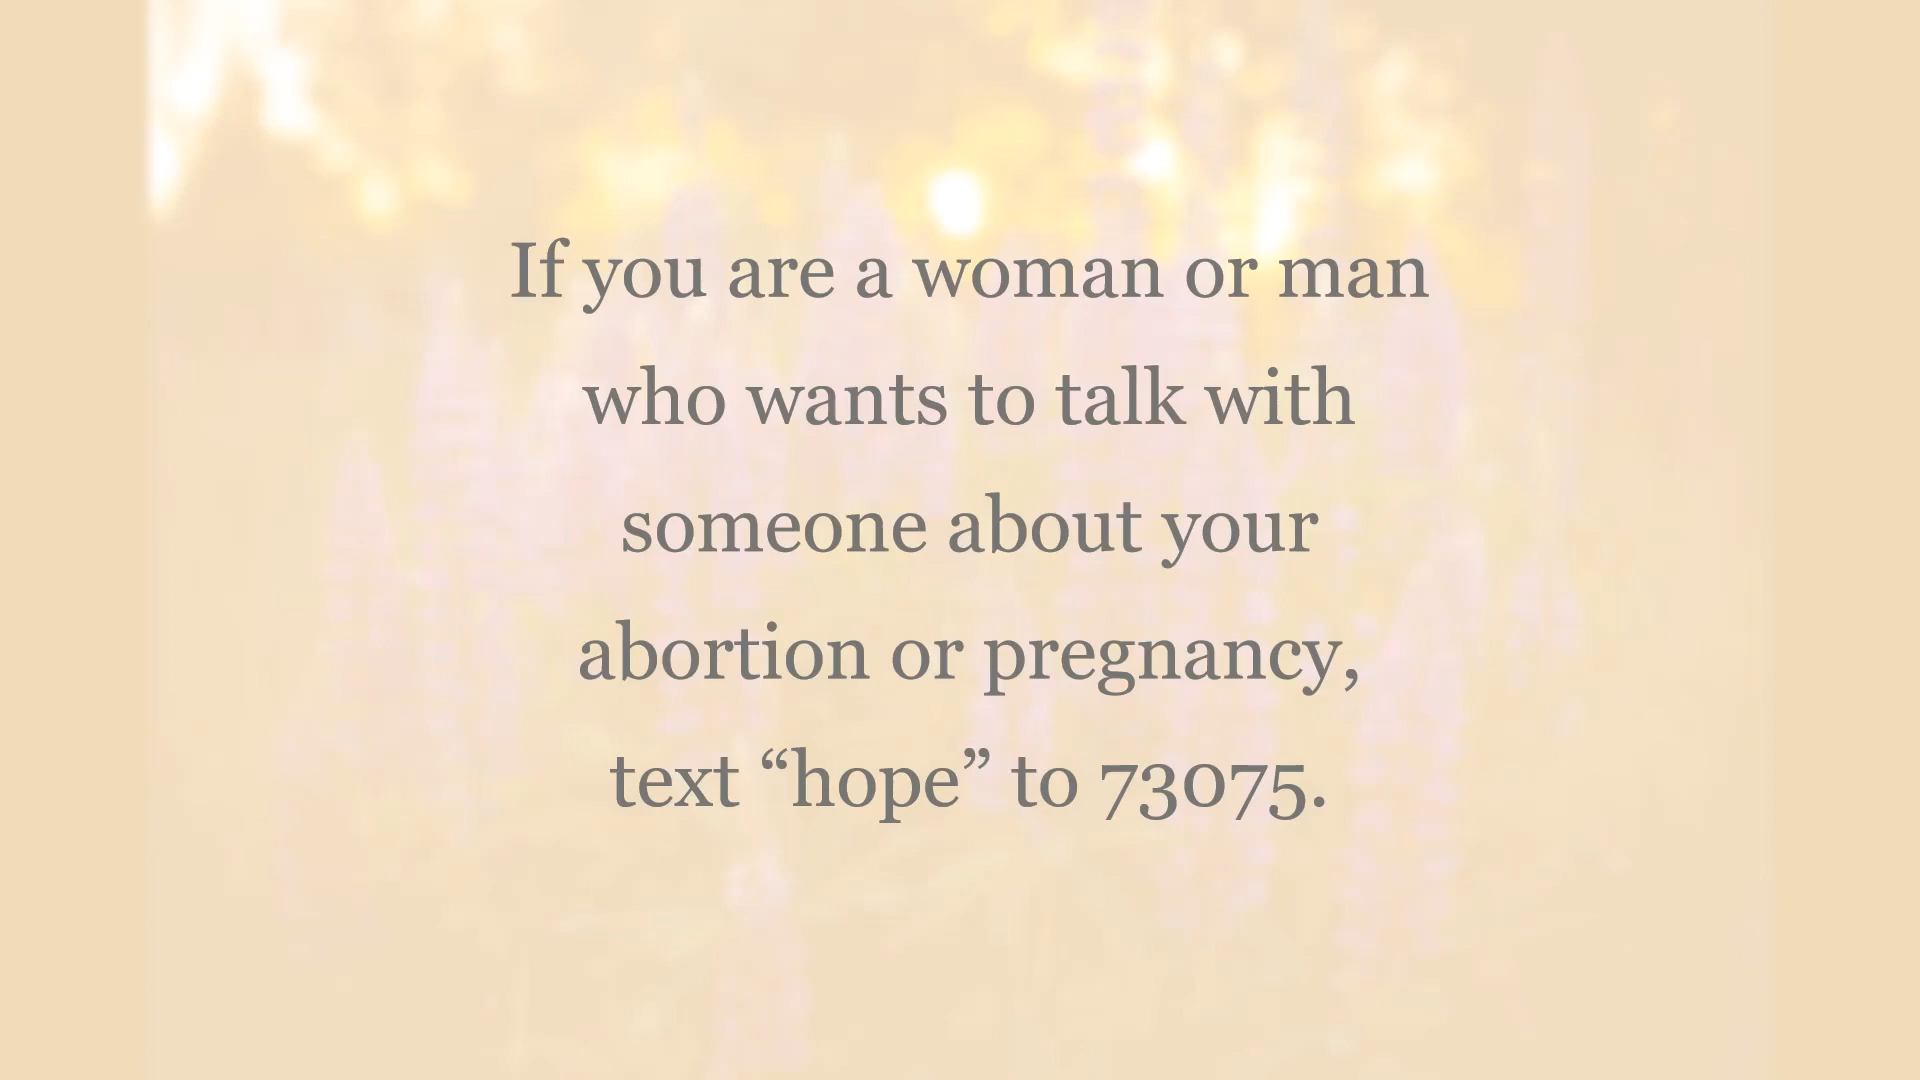 If you are a woman or man
who wants to talk with
someone about your
abortion or pregnancy,
text “hope” to 73075.